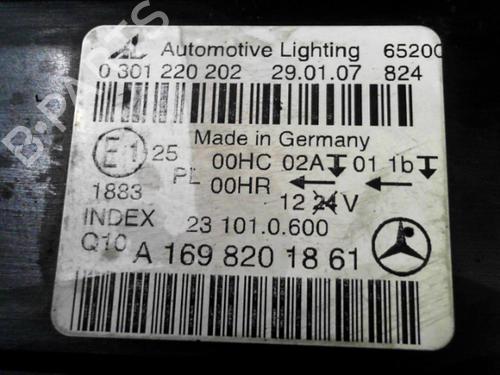 Automotive Lighting 6520
0 301 220 202 29.01.07 824
Made in Germany
E1 25 00HC 02A 01 1b
PL 00HR
1883
12 24 V
INDEX 23 101.0.600
Q10 A 169 820 18 61
B-PARTS